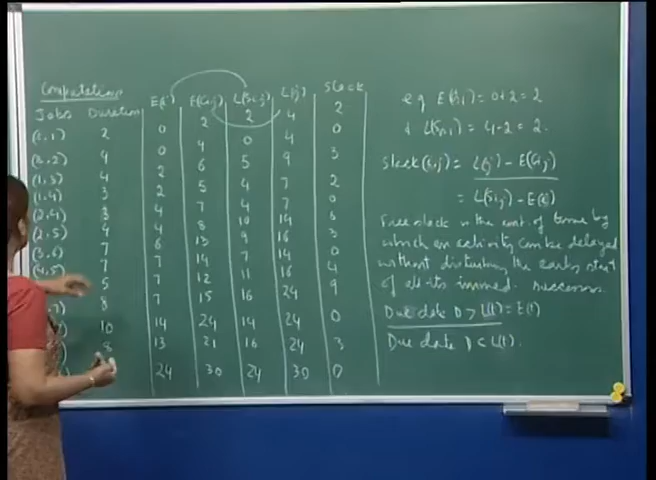 Computation
Jobs Duration E(i) E(i,j) L(i,j) L(j) Slack
(s,1) 2 0 2 2 4 2
(s,2) 4 0 4 0 4 0
(1,3) 4 2 6 5 9 3
(1,4) 3 2 5 4 7 2
(2,4) 3 4 7 4 7 0
(2,5) 4 4 8 10 14 6
(3,6) 7 6 13 9 16 3
(4,5) 7 7 14 7 14 0
5 7 12 11 16 4
8 7 15 16 24 9
10 14 24 14 24 0
8 13 21 16 24 3
24 30 24 30 0
e.g E(s,1) = 0+2 = 2
& L(s,1) = 4-2 = 2.
slack(i,j) = L(j) - E(i,j)
= L(i,j) - E(i)
Free slack is the amt. of time by
which an activity can be delayed
without disturbing the early start
of all its immed. successors.
Due date D > L(t) = E(t)
Due date D < L(t).